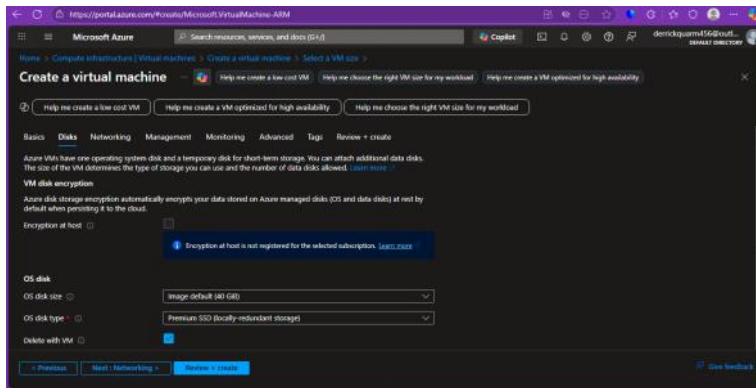 https://portal.azure.com/#create/Microsoft.VirtualMachine-ARM
Microsoft Azure
Search resources, services, and docs (G+/)
Copilot
derrickquarm456@outl...
DEFAULT DIRECTORY
Home > Compute infrastructure | Virtual machines > Create a virtual machine > Select a VM size >
Create a virtual machine
Help me create a low cost VM
Help me choose the right VM size for my workload
Help me create a VM optimized for high availability
Help me create a low cost VM
Help me create a VM optimized for high availability
Help me choose the right VM size for my workload
Basics Disks Networking Management Monitoring Advanced Tags Review + create
Azure VMs have one operating system disk and a temporary disk for short-term storage. You can attach additional data disks.
The size of the VM determines the type of storage you can use and the number of data disks allowed. Learn more
VM disk encryption
Azure disk storage encryption automatically encrypts your data stored on Azure managed disks (OS and data disks) at rest by
default when persisting it to the cloud.
Encryption at host
Encryption at host is not registered for the selected subscription. Learn more
OS disk
OS disk size
Image default (40 GiB)
OS disk type *
Premium SSD (locally-redundant storage)
Delete with VM
< Previous
Next : Networking >
Review + create
Give feedback